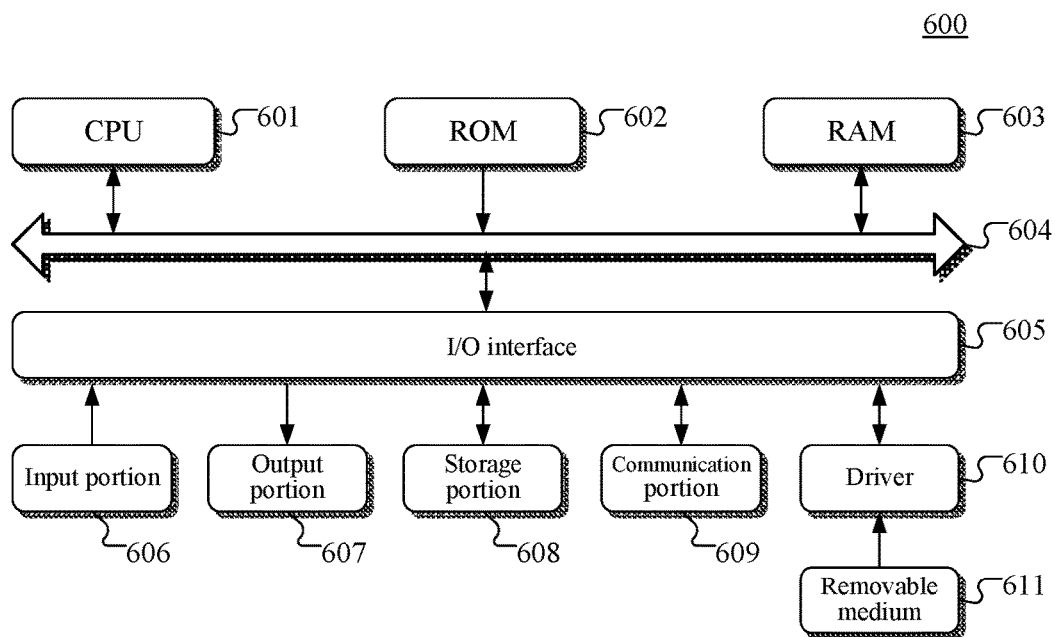 600
CPU
601
ROM
602
RAM
603
604
I/O interface
605
Input portion
606
Output
portion
607
Storage
portion
608
Communication
portion
609
Driver
610
Removable
medium
611